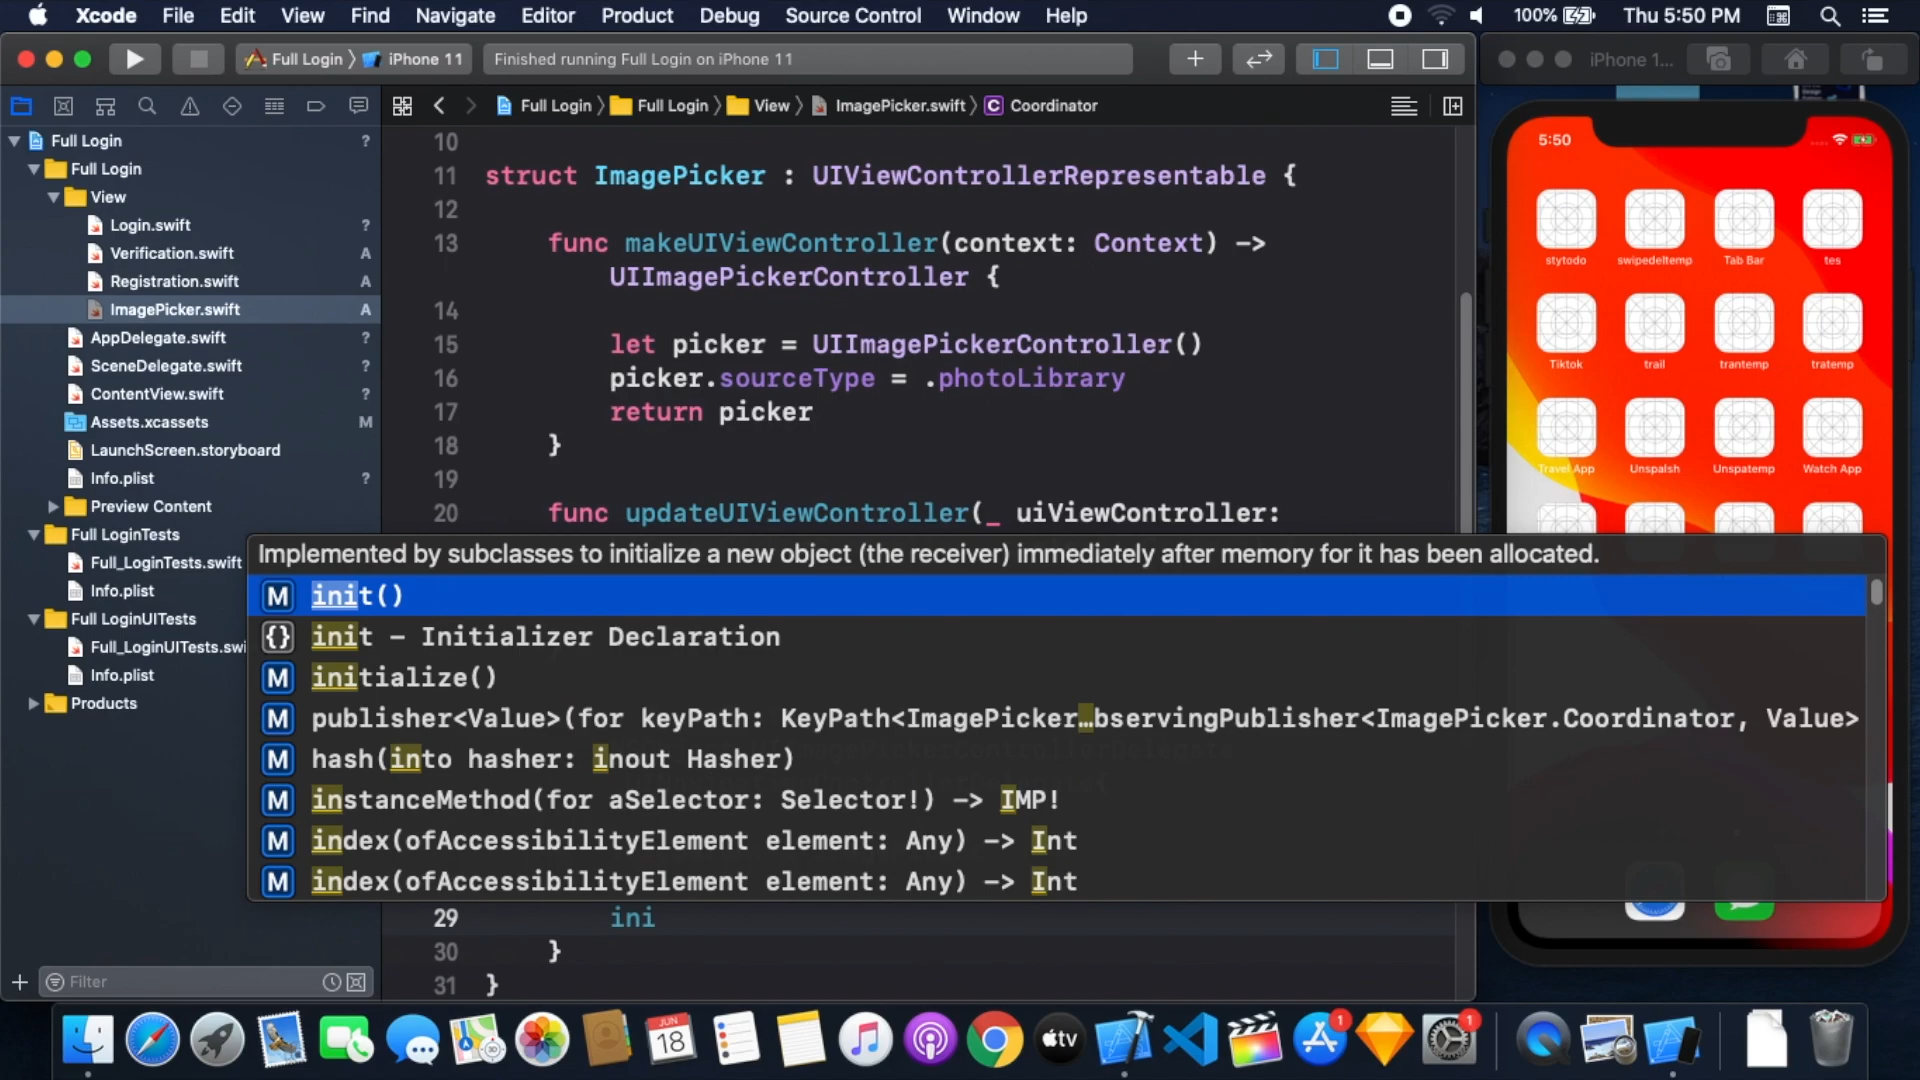 Xcode File Edit View Find Navigate Editor Product Debug Source Control Window Help 100% Thu 5:50 PM
Full Login iPhone 11 Finished running Full Login on iPhone 11
iPhone 1...
Full Login Full Login View ImagePicker.swift C Coordinator
Full Login ?
Full Login
View
Login.swift ?
Verification.swift A
Registration.swift A
ImagePicker.swift A
AppDelegate.swift ?
SceneDelegate.swift ?
ContentView.swift ?
Assets.xcassets M
LaunchScreen.storyboard
Info.plist ?
Preview Content
Full LoginTests
Full_LoginTests.swift
Info.plist
Full LoginUITests
Full_LoginUITests.swi
Info.plist
Products
Filter
10
11 struct ImagePicker : UIViewControllerRepresentable {
12
13 func makeUIViewController(context: Context) ->
UIImagePickerController {
14
15 let picker = UIImagePickerController()
16 picker.sourceType = .photoLibrary
17 return picker
18 }
19
20 func updateUIViewController(_ uiViewController:
Implemented by subclasses to initialize a new object (the receiver) immediately after memory for it has been allocated.
M init()
{} init – Initializer Declaration
M initialize()
M publisher<Value>(for keyPath: KeyPath<ImagePicker…bservingPublisher<ImagePicker.Coordinator, Value>
M hash(into hasher: inout Hasher)
M instanceMethod(for aSelector: Selector!) -> IMP!
M index(ofAccessibilityElement element: Any) -> Int
M index(ofAccessibilityElement element: Any) -> Int
29 ini
30 }
31 }
5:50
stytodo swipedeltemp Tab Bar tes
Tiktok trail trantemp tratemp
Travel App Unspalsh Unspatemp Watch App
JUN
18
tv
1
1